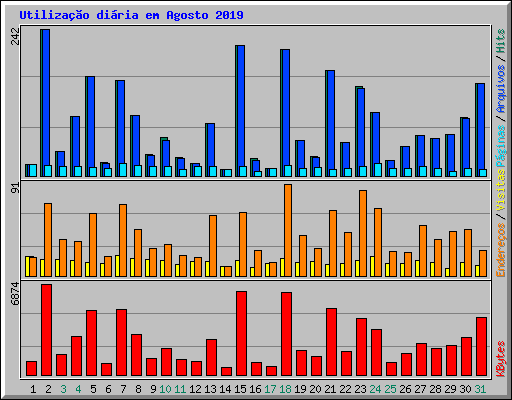 Utilização diária em Agosto 2019
242
91
6874
Endereços / Visitas Páginas / Arquivos / Hits
KBytes
1 2 3 4 5 6 7 8 9 10 11 12 13 14 15 16 17 18 19 20 21 22 23 24 25 26 27 28 29 30 31